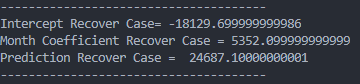 ----------------------------------------
Intercept Recover Case= -18129.699999999986
Month Coefficient Recover Case = 5352.099999999999
Prediction Recover Case =  24687.10000000001
----------------------------------------